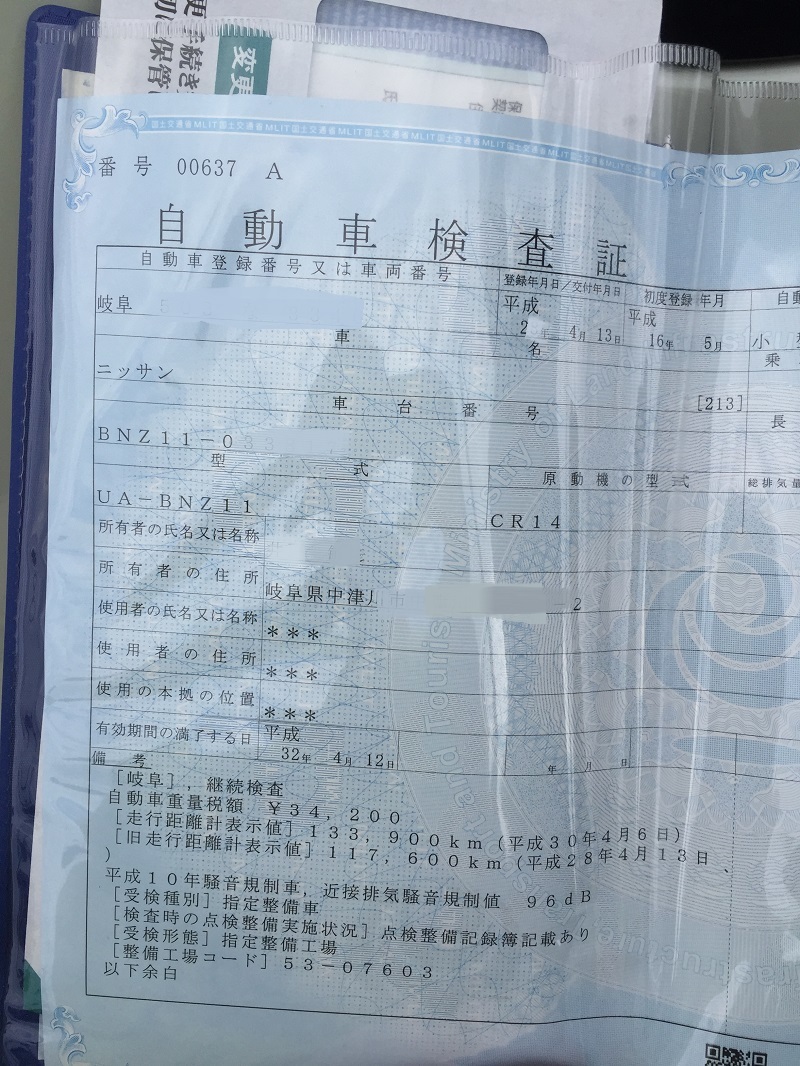 変更
番号 00637 A
自動車検査証
自動車登録番号又は車両番号
登録年月日／交付年月日
初度登録年月
岐阜
平成
4月 13日
平成
16年 5月
小
乗
車名
ニッサン
[213]
車台番号
長
BNZ11-0
型式
原動機の型式
総排気量
UA-BNZ11
CR14
所有者の氏名又は名称
所有者の住所
岐阜県中津川市 2
使用者の氏名又は名称
＊＊＊
使用者の住所
＊＊＊
使用の本拠の位置
＊＊＊
有効期間の満了する日
平成
32年 4月 12日
年 月 日
備考
[岐阜]，継続検査
自動車重量税額 ￥34，200
[走行距離計表示値] 133，900km（平成30年4月6日）
[旧走行距離計表示値] 117，600km（平成28年4月13日
）
平成10年騒音規制車，近接排気騒音規制値 96dB
[受検種別] 指定整備車
[検査時の点検整備実施状況] 点検整備記録簿記載あり
[受検形態] 指定整備工場
[整備工場コード] 53-07603
以下余白